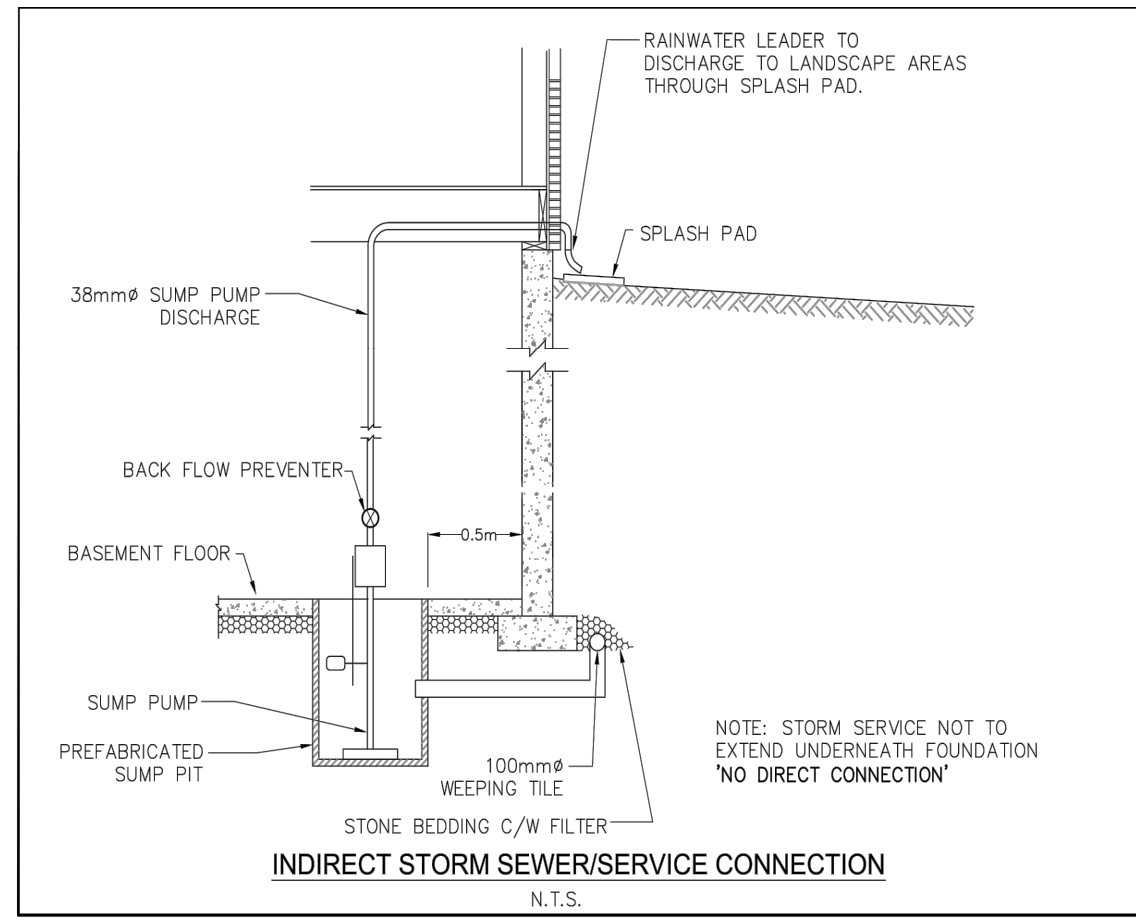 RAINWATER LEADER TO
DISCHARGE TO LANDSCAPE AREAS
THROUGH SPLASH PAD.
SPLASH PAD
38mmø SUMP PUMP
DISCHARGE
BACK FLOW PREVENTER
0.5m
BASEMENT FLOOR
SUMP PUMP
PREFABRICATED
SUMP PIT
100mmø
WEEPING TILE
STONE BEDDING C/W FILTER
NOTE: STORM SERVICE NOT TO
EXTEND UNDERNEATH FOUNDATION
'NO DIRECT CONNECTION'
INDIRECT STORM SEWER/SERVICE CONNECTION
N.T.S.